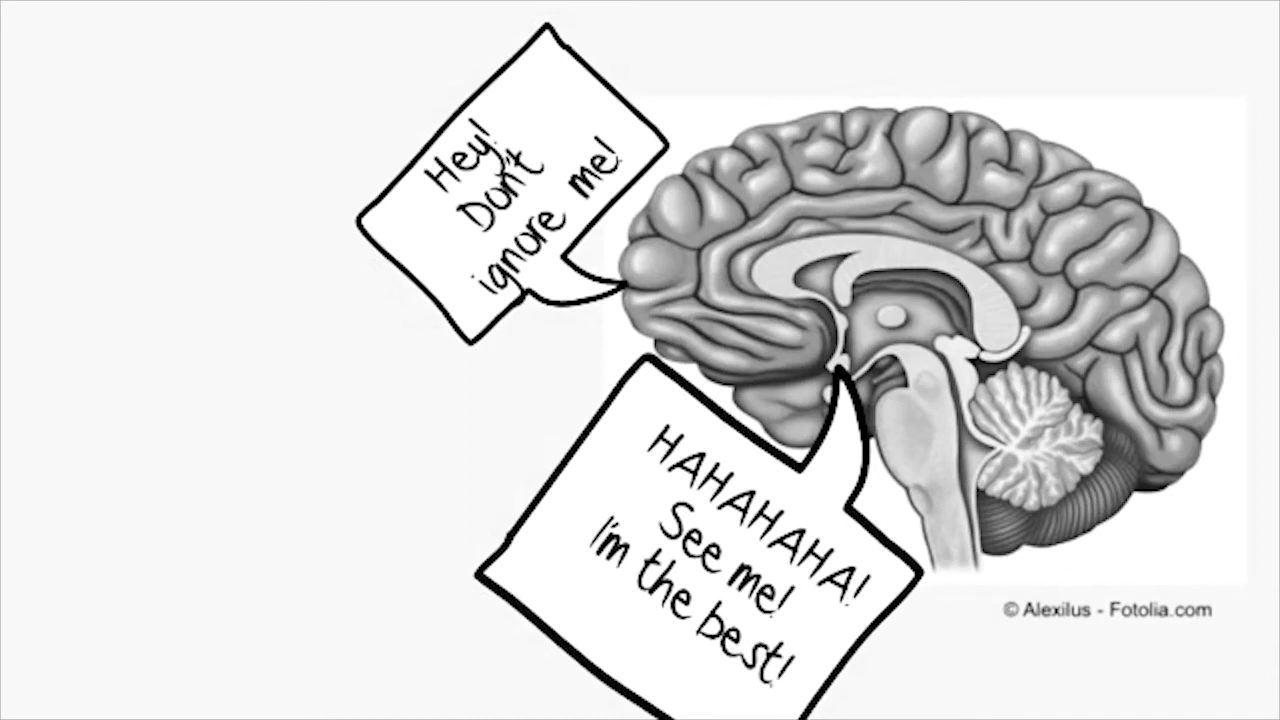 Hey!
Don't
ignore me!
HAHAHAHA!
See me!
I'm the best!
© Alexilus - Fotolia.com